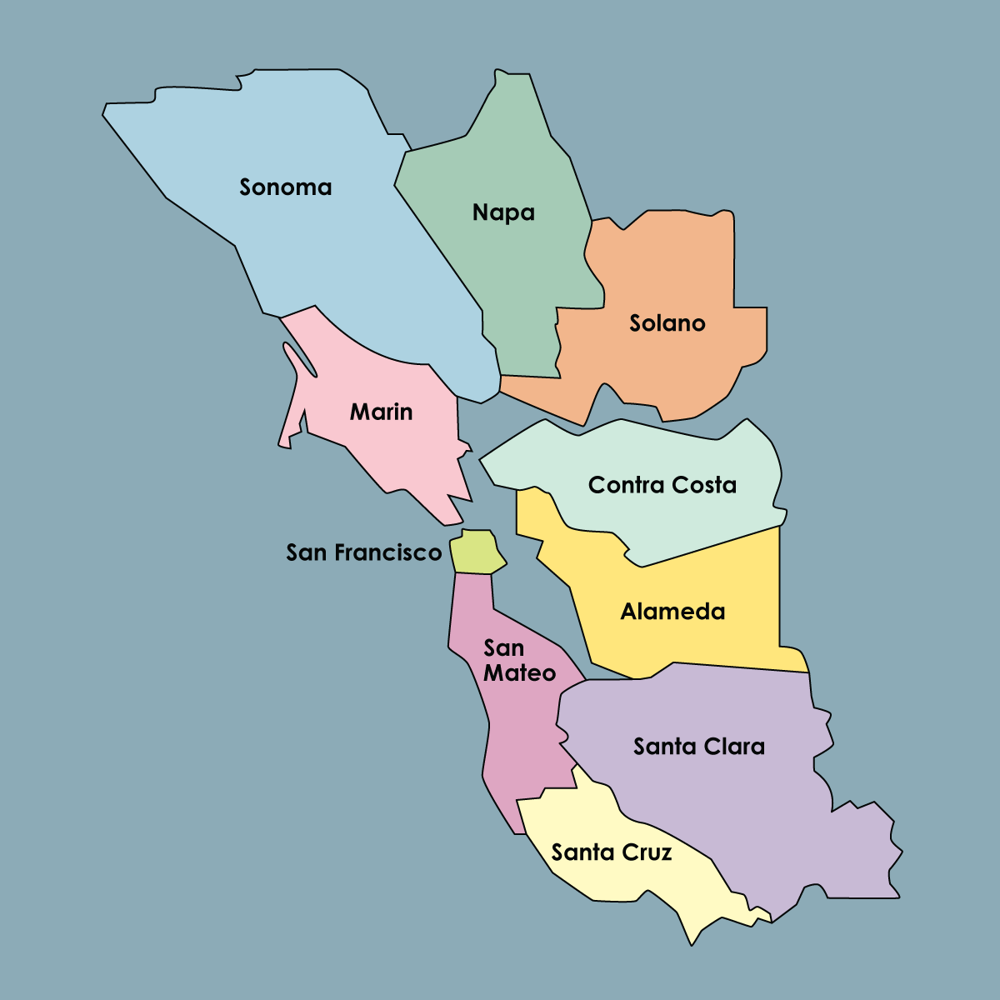 Sonoma
Napa
Solano
Marin
Contra Costa
San Francisco
Alameda
San
Mateo
Santa Clara
Santa Cruz